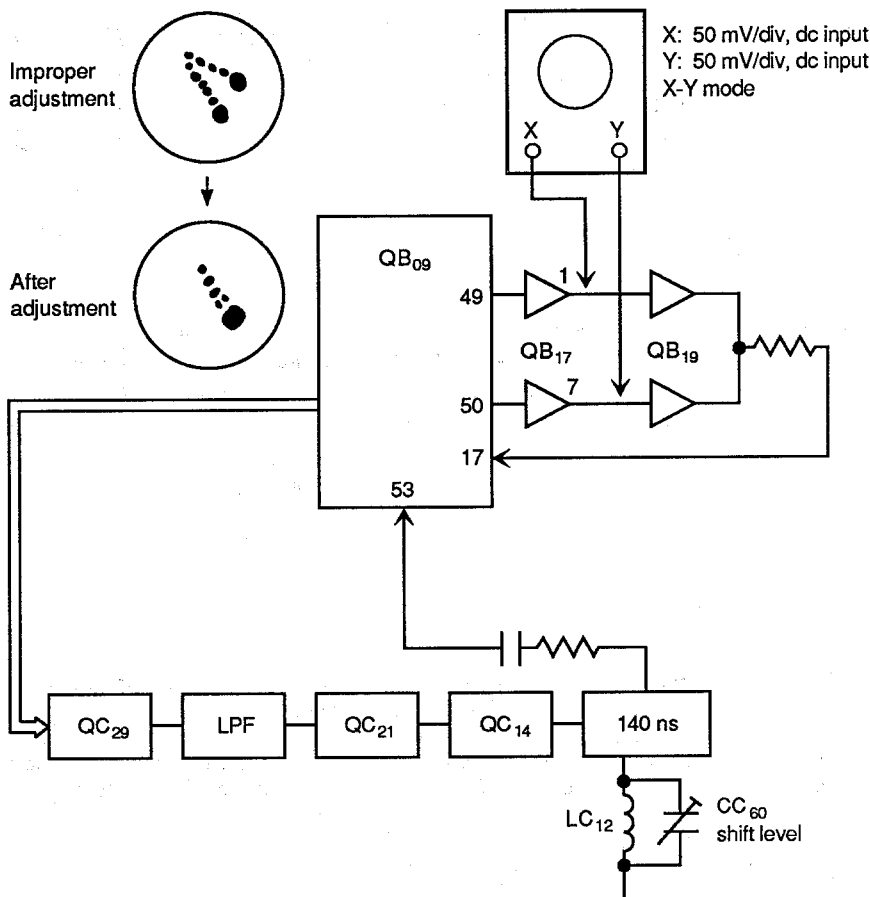 Improper
adjustment
After
adjustment
X: 50 mV/div, dc input
Y: 50 mV/div, dc input
X-Y mode
X
Y
QB09
49
1
QB17
QB19
7
50
17
53
QC29
LPF
QC21
QC14
140 ns
LC12
CC60
shift level